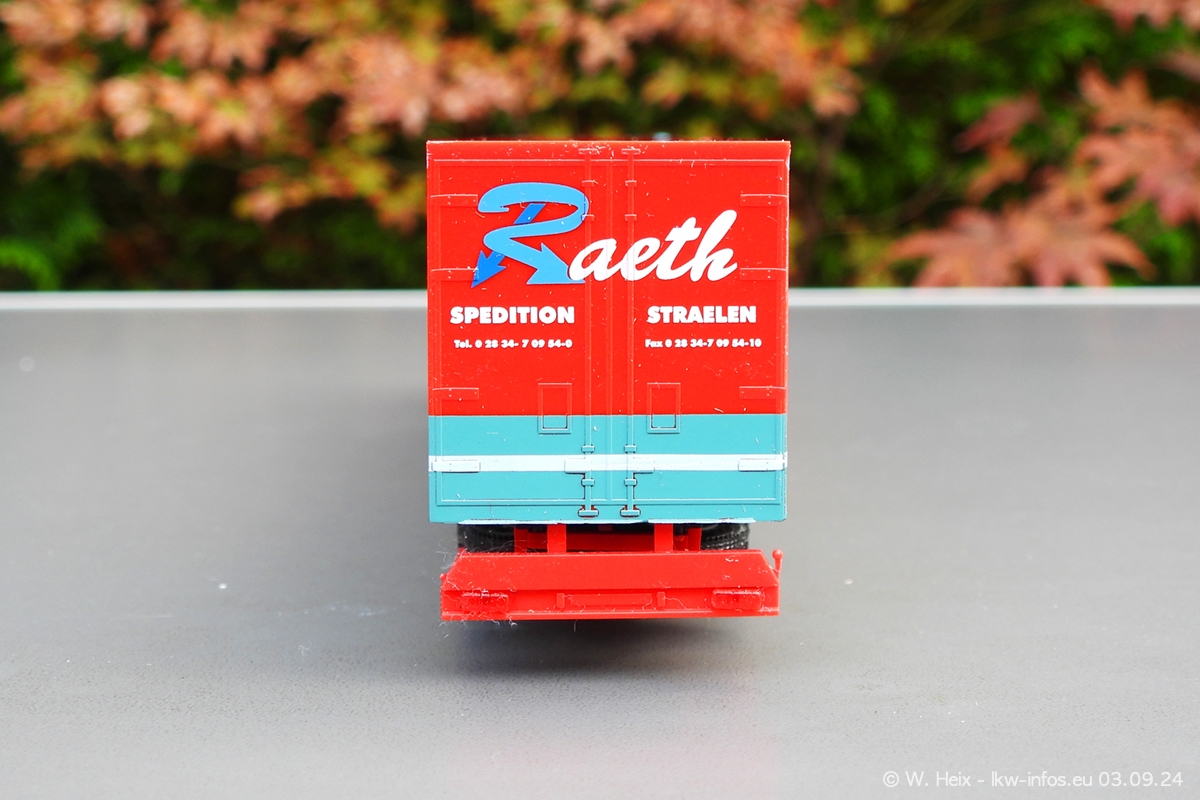 Raeth
SPEDITION STRAELEN
Tel. 0 28 34- 7 09 54-0 Fax 0 28 34-7 09 54-10
© W. Heix - lkw-infos.eu 03.09.24